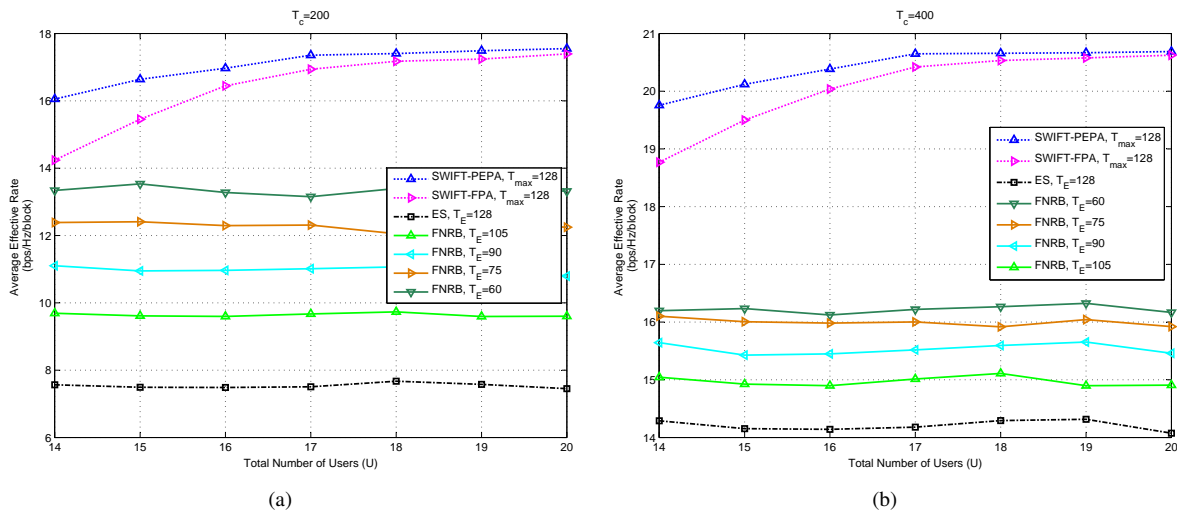 T_c=200
18
16
14
12
10
8
6
Average Effective Rate
(bps/Hz/block)
SWIFT-PEPA, T_max=128
SWIFT-FPA, T_max=128
ES, T_E=128
FNRB, T_E=105
FNRB, T_E=90
FNRB, T_E=75
FNRB, T_E=60
14 15 16 17 18 19 20
Total Number of Users (U)
(a)
T_c=400
21
20
19
18
17
16
15
14
Average Effective Rate
(bps/Hz/block)
SWIFT-PEPA, T_max=128
SWIFT-FPA, T_max=128
ES, T_E=128
FNRB, T_E=60
FNRB, T_E=75
FNRB, T_E=90
FNRB, T_E=105
14 15 16 17 18 19 20
Total Number of Users (U)
(b)